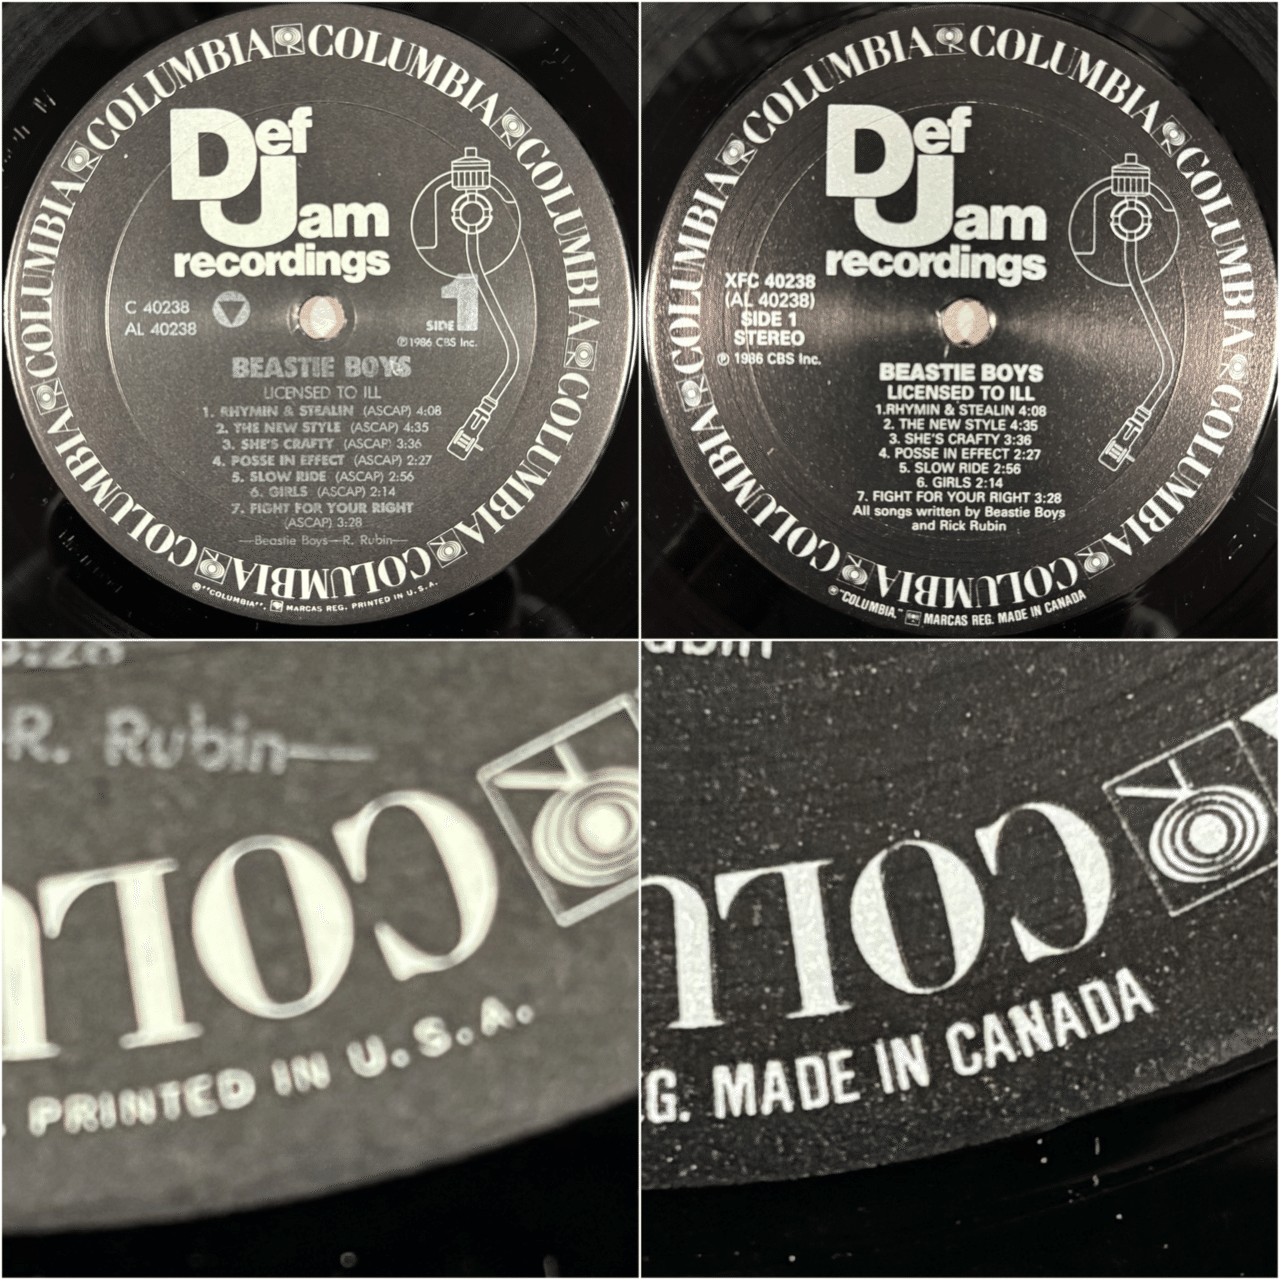 COLUMBIA COLUMBIA COLUMBIA COLUMBIA COLUMBIA COLUMBIA COLUMBIA COLUMBIA
Def
Jam
recordings
C 40238
AL 40238
SIDE 1
℗ 1986 CBS Inc.
BEASTIE BOYS
LICENSED TO ILL
1. RHYMIN & STEALIN (ASCAP) 4:08
2. THE NEW STYLE (ASCAP) 4:35
3. SHE'S CRAFTY (ASCAP) 3:36
4. POSSE IN EFFECT (ASCAP) 2:27
5. SLOW RIDE (ASCAP) 2:56
6. GIRLS (ASCAP) 2:14
7. FIGHT FOR YOUR RIGHT
(ASCAP) 3:28
—Beastie Boys—R. Rubin—
®"COLUMBIA", MARCAS REG. PRINTED IN U.S.A.
COLUMBIA COLUMBIA COLUMBIA COLUMBIA COLUMBIA COLUMBIA COLUMBIA COLUMBIA
Def
Jam
recordings
XFC 40238
(AL 40238)
SIDE 1
STEREO
℗ 1986 CBS Inc.
BEASTIE BOYS
LICENSED TO ILL
1.RHYMIN & STEALIN 4:08
2. THE NEW STYLE 4:35
3. SHE'S CRAFTY 3:36
4. POSSE IN EFFECT 2:27
5. SLOW RIDE 2:56
6. GIRLS 2:14
7. FIGHT FOR YOUR RIGHT 3:28
All songs written by Beastie Boys
and Rick Rubin
®"COLUMBIA," MARCAS REG. MADE IN CANADA
3:28
R. Rubin—
COLU
. PRINTED IN U.S.A.
ubin
COLU
EG. MADE IN CANADA